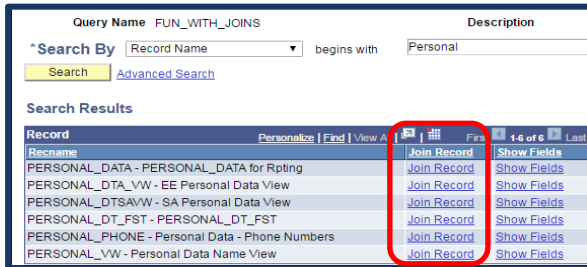 Query Name FUN_WITH_JOINS Description
*Search By Record Name begins with Personal
Search Advanced Search
Search Results
Record Personalize | Find | View A | | First 1-6 of 6 Last
Recname Join Record Show Fields
PERSONAL_DATA - PERSONAL_DATA for Rpting Join Record Show Fields
PERSONAL_DTA_VW - EE Personal Data View Join Record Show Fields
PERSONAL_DTSAVW - SA Personal Data View Join Record Show Fields
PERSONAL_DT_FST - PERSONAL_DT_FST Join Record Show Fields
PERSONAL_PHONE - Personal Data - Phone Numbers Join Record Show Fields
PERSONAL_VW - Personal Data Name View Join Record Show Fields